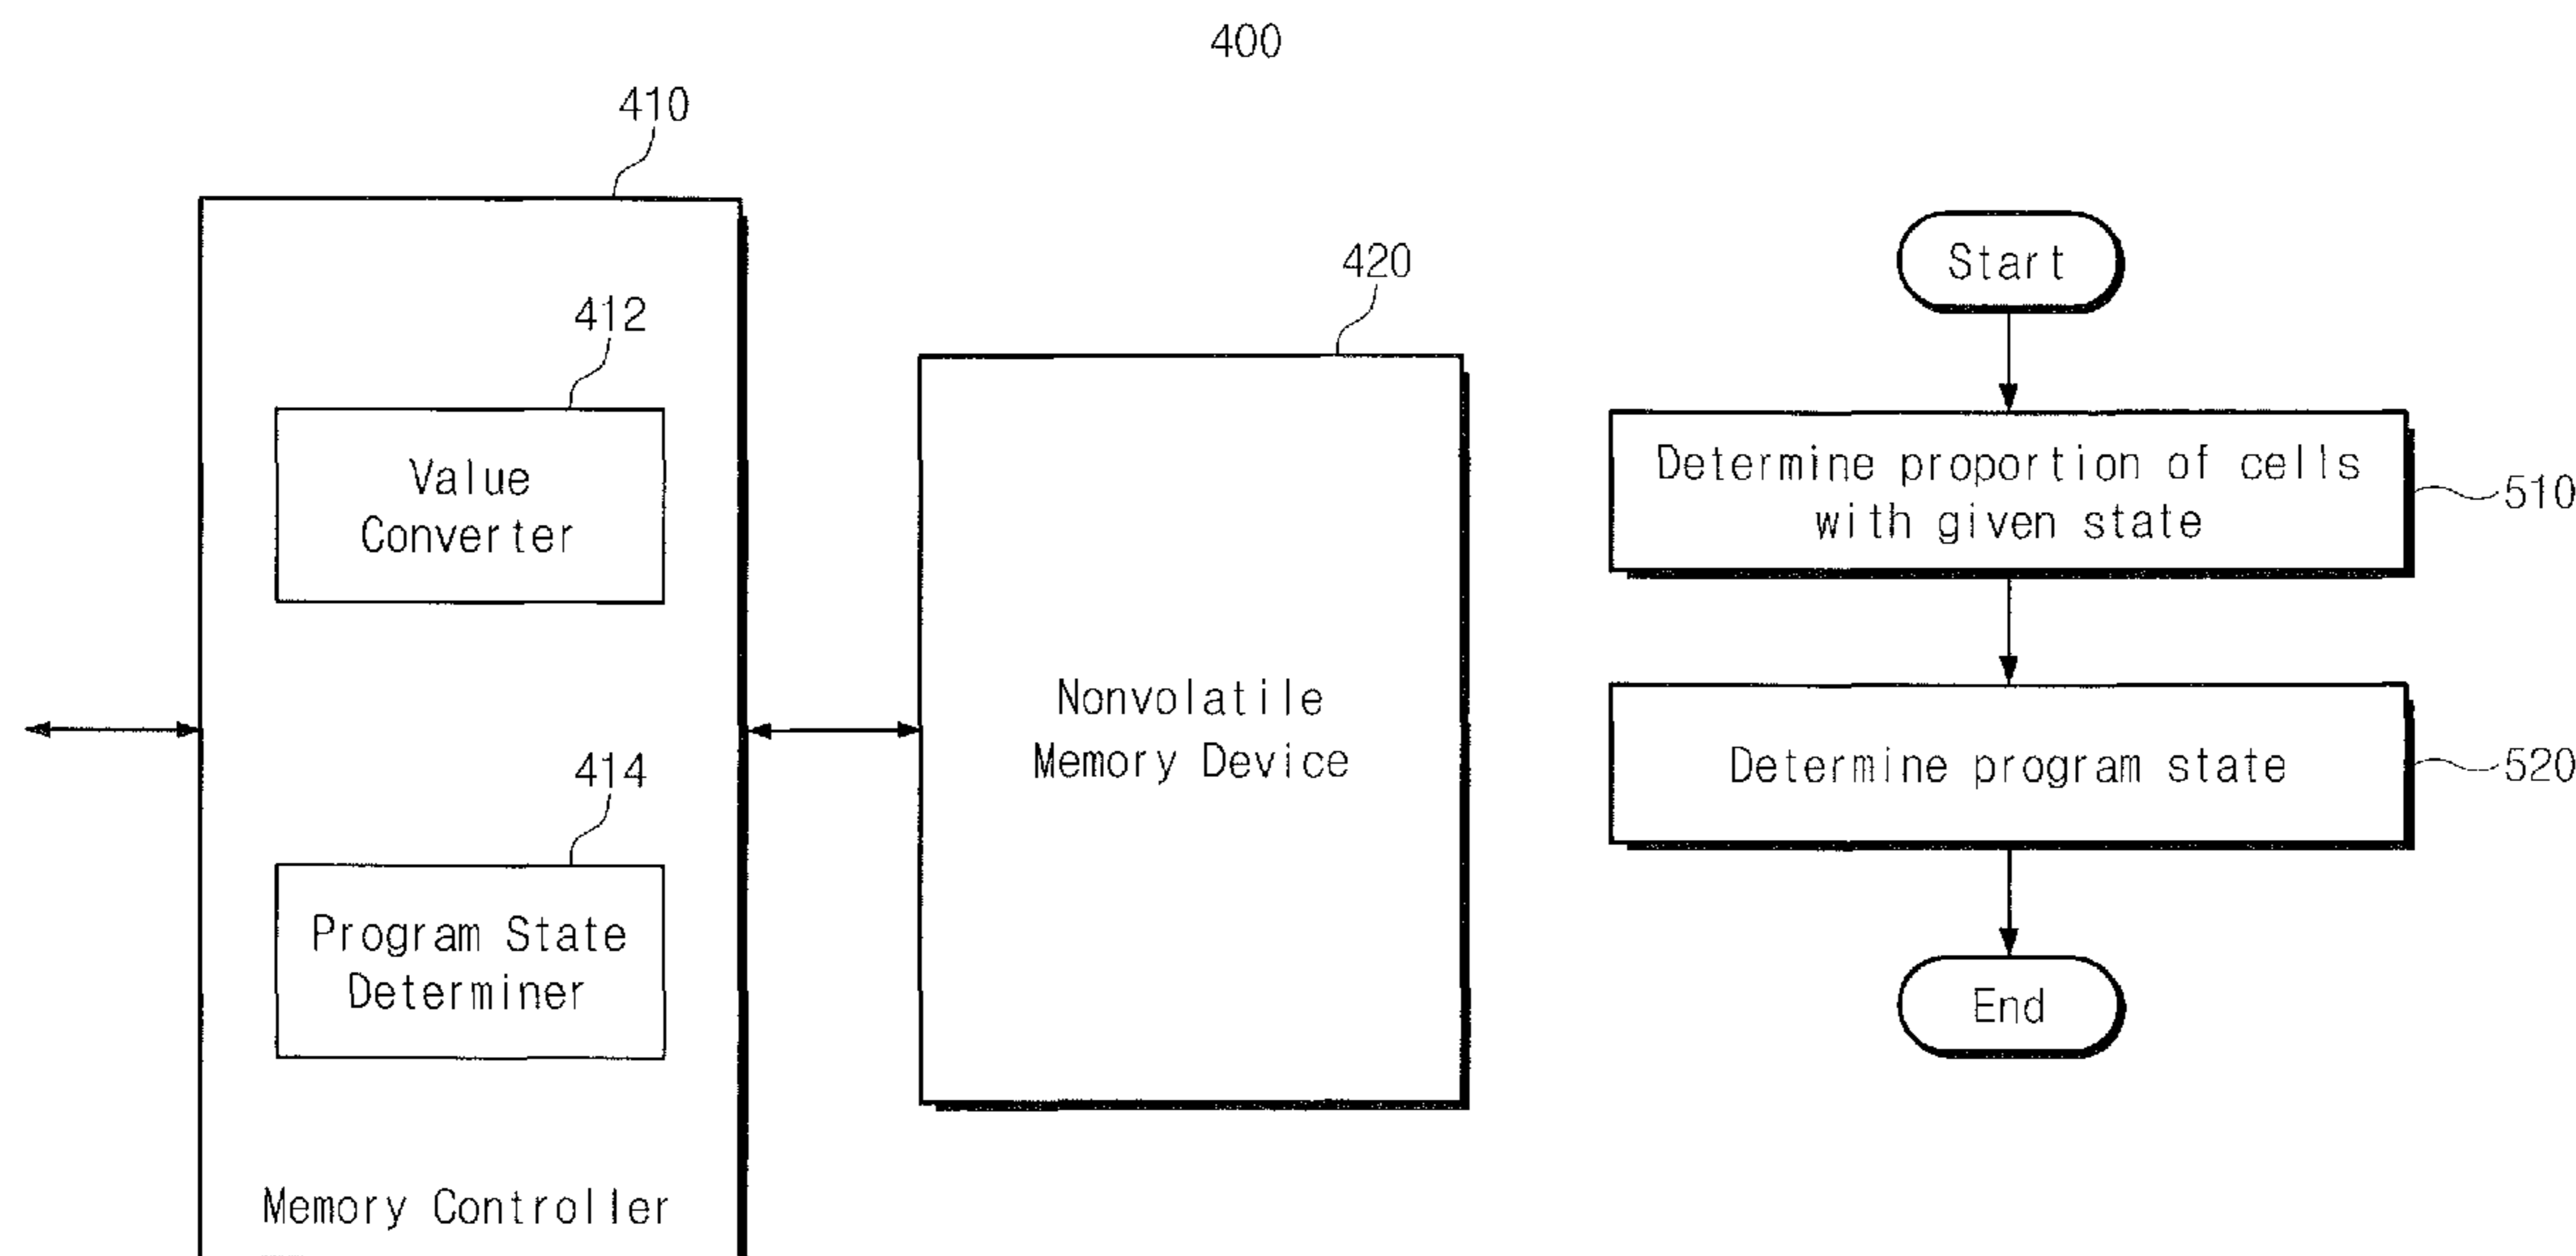 400
410
412
Value
Converter
414
Program State
Determiner
Memory Controller
420
Nonvolatile
Memory Device
Start
Determine proportion of cells
with given state
510
Determine program state
520
End